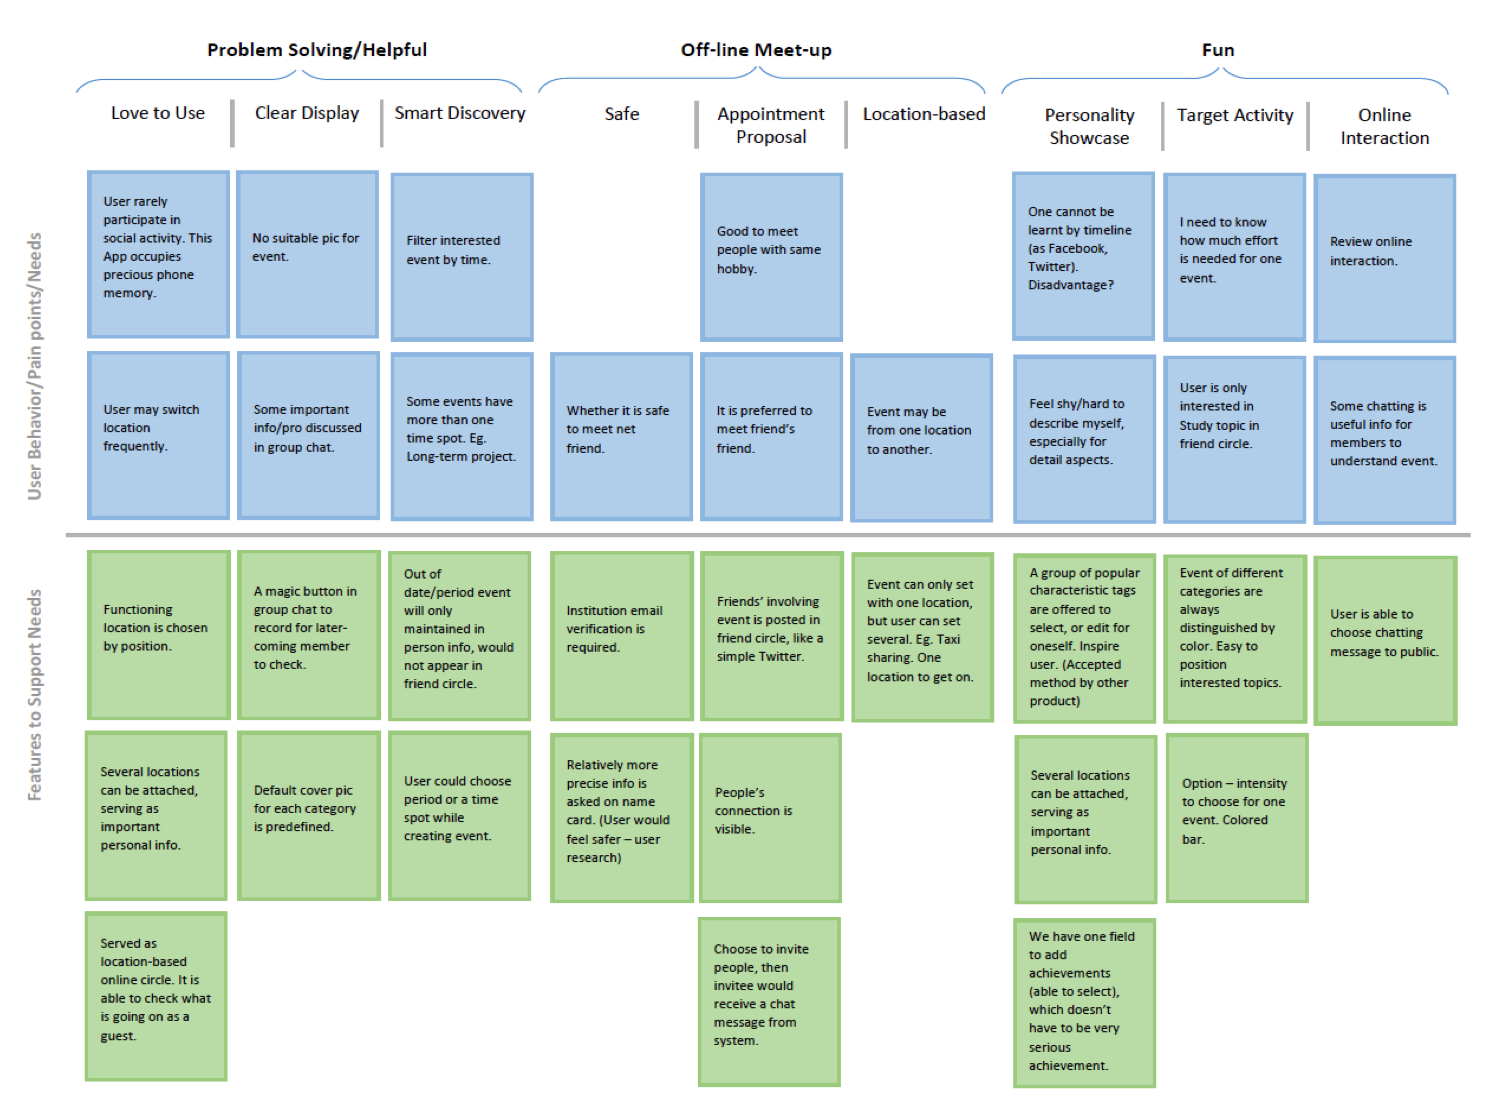 Problem Solving/Helpful
Off-line Meet-up
Fun
Love to Use
Clear Display
Smart Discovery
Safe
Appointment
Proposal
Location-based
Personality
Showcase
Target Activity
Online
Interaction
User Behavior/Pain points/Needs
User rarely
participate in
social activity. This
App occupies
precious phone
memory.
No suitable pic for
event.
Filter interested
event by time.
Good to meet
people with same
hobby.
One cannot be
learnt by timeline
(as Facebook,
Twitter).
Disadvantage?
I need to know
how much effort
is needed for one
event.
Review online
interaction.
User may switch
location
frequently.
Some important
info/pro discussed
in group chat.
Some events have
more than one
time spot. Eg.
Long-term project.
Whether it is safe
to meet net
friend.
It is preferred to
meet friend's
friend.
Event may be
from one location
to another.
Feel shy/hard to
describe myself,
especially for
detail aspects.
User is only
interested in
Study topic in
friend circle.
Some chatting is
useful info for
members to
understand event.
Features to Support Needs
Functioning
location is chosen
by position.
A magic button in
group chat to
record for later-
coming member
to check.
Out of
date/period event
will only
maintained in
person info, would
not appear in
friend circle.
Institution email
verification is
required.
Friends' involving
event is posted in
friend circle, like a
simple Twitter.
Event can only set
with one location,
but user can set
several. Eg. Taxi
sharing. One
location to get on.
A group of popular
characteristic tags
are offered to
select, or edit for
oneself. Inspire
user. (Accepted
method by other
product)
Event of different
categories are
always
distinguished by
color. Easy to
position
interested topics.
User is able to
choose chatting
message to public.
Several locations
can be attached,
serving as
important
personal info.
Default cover pic
for each category
is predefined.
User could choose
period or a time
spot while
creating event.
Relatively more
precise info is
asked on name
card. (User would
feel safer – user
research)
People's
connection is
visible.
Several locations
can be attached,
serving as
important
personal info.
Option – intensity
to choose for one
event. Colored
bar.
Served as
location-based
online circle. It is
able to check what
is going on as a
guest.
Choose to invite
people, then
invitee would
receive a chat
message from
system.
We have one field
to add
achievements
(able to select),
which doesn't
have to be very
serious
achievement.